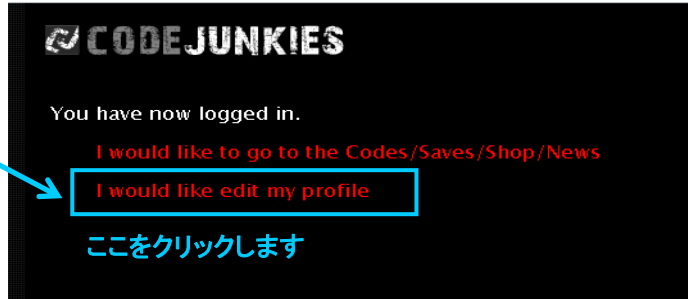 CODEJUNKIES
You have now logged in.
I would like to go to the Codes/Saves/Shop/News
I would like edit my profile
ここをクリックします